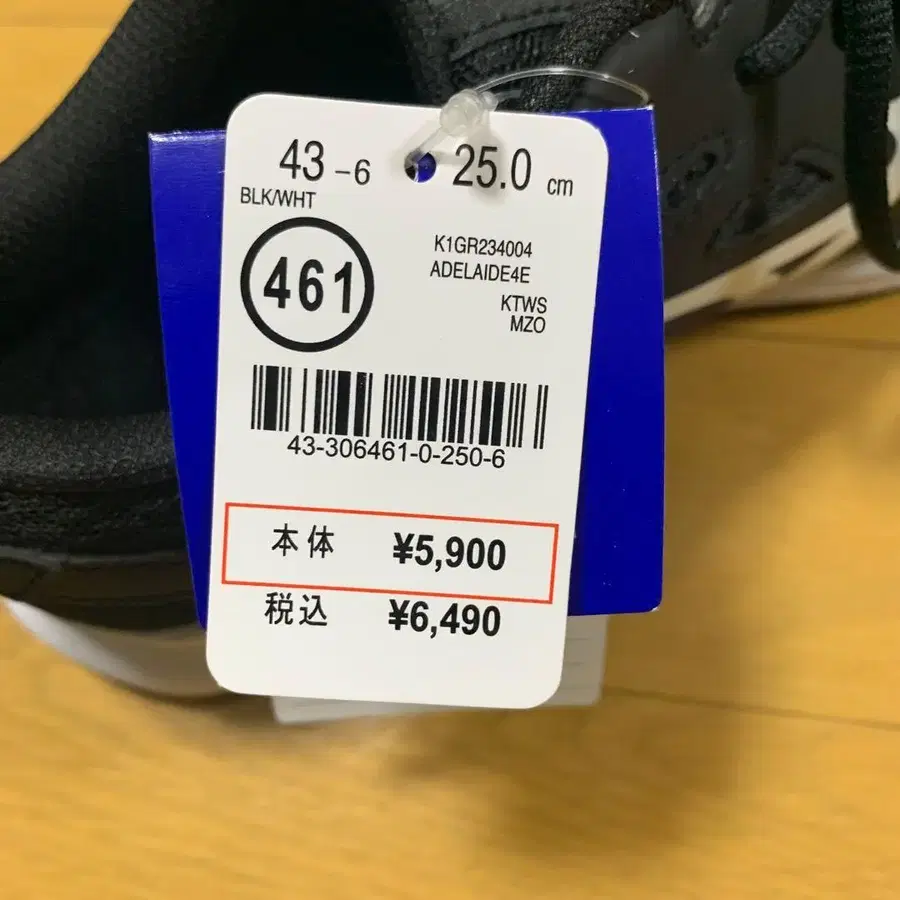 43-6 25.0 cm
BLK/WHT
461
K1GR234004
ADELAIDE4E
KTWS
MZO
43-306461-0-250-6
本体 ¥5,900
税込 ¥6,490